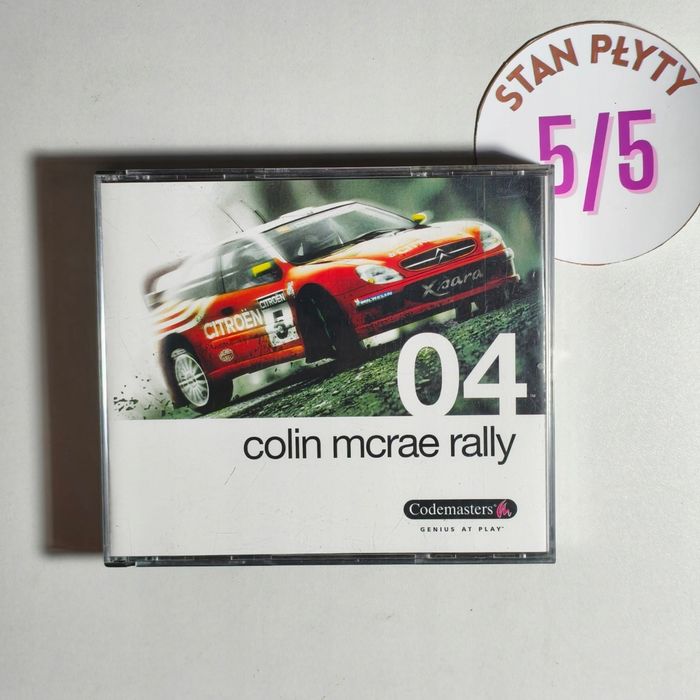 STAN PŁYTY
5/5
CITROËN
CITROËN
5
Xsara
04
colin mcrae rally
Codemasters
GENIUS AT PLAY